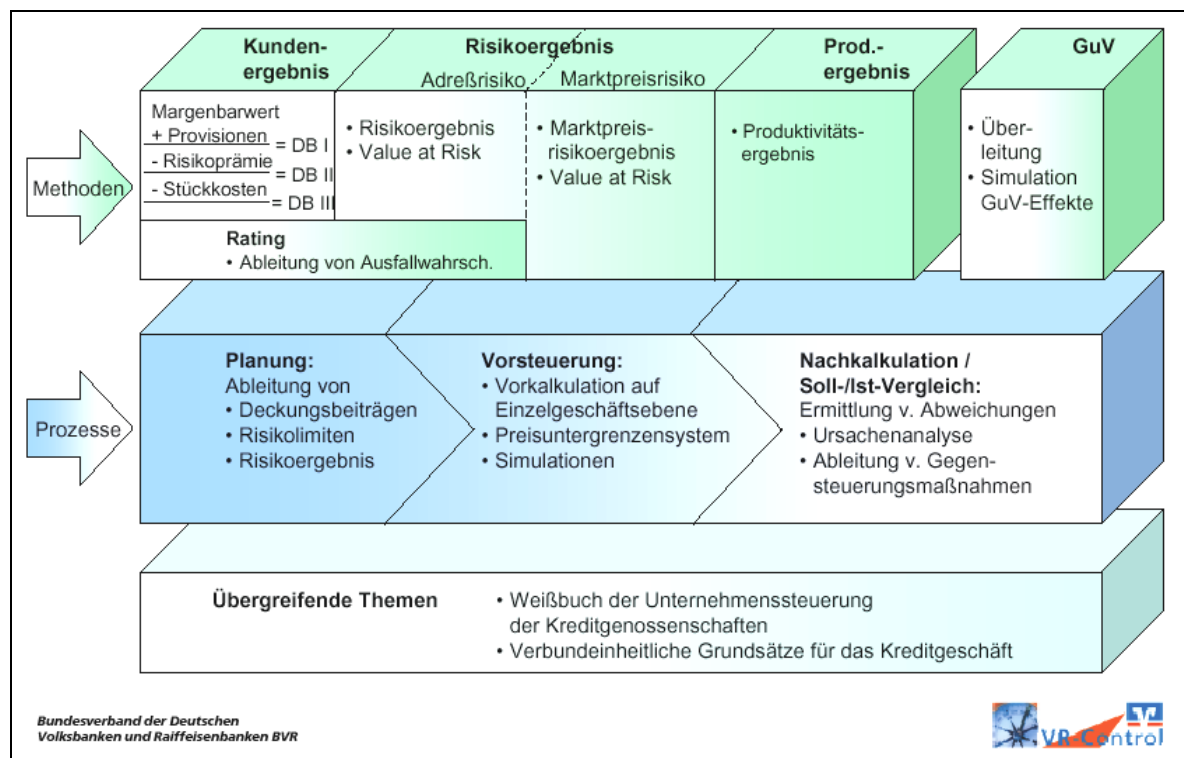 Kunden-
ergebnis
Risikoergebnis
Adreßrisiko
Marktpreisrisiko
Prod.-
ergebnis
GuV
Methoden
Margenbarwert
+ Provisionen
= DB I
- Risikoprämie
= DB II
- Stückkosten
= DB III
• Risikoergebnis
• Value at Risk
• Marktpreis-
risikoergebnis
• Value at Risk
• Produktivitäts-
ergebnis
• Über-
leitung
• Simulation
GuV-Effekte
Rating
• Ableitung von Ausfallwahrsch.
Prozesse
Planung:
Ableitung von
• Deckungsbeiträgen
• Risikolimiten
• Risikoergebnis
Vorsteuerung:
• Vorkalkulation auf
Einzelgeschäftsebene
• Preisuntergrenzensystem
• Simulationen
Nachkalkulation /
Soll-/Ist-Vergleich:
Ermittlung v. Abweichungen
• Ursachenanalyse
• Ableitung v. Gegen-
steuerungsmaßnahmen
Übergreifende Themen
• Weißbuch der Unternehmenssteuerung
der Kreditgenossenschaften
• Verbundeinheitliche Grundsätze für das Kreditgeschäft
Bundesverband der Deutschen
Volksbanken und Raiffeisenbanken BVR
VR-Control